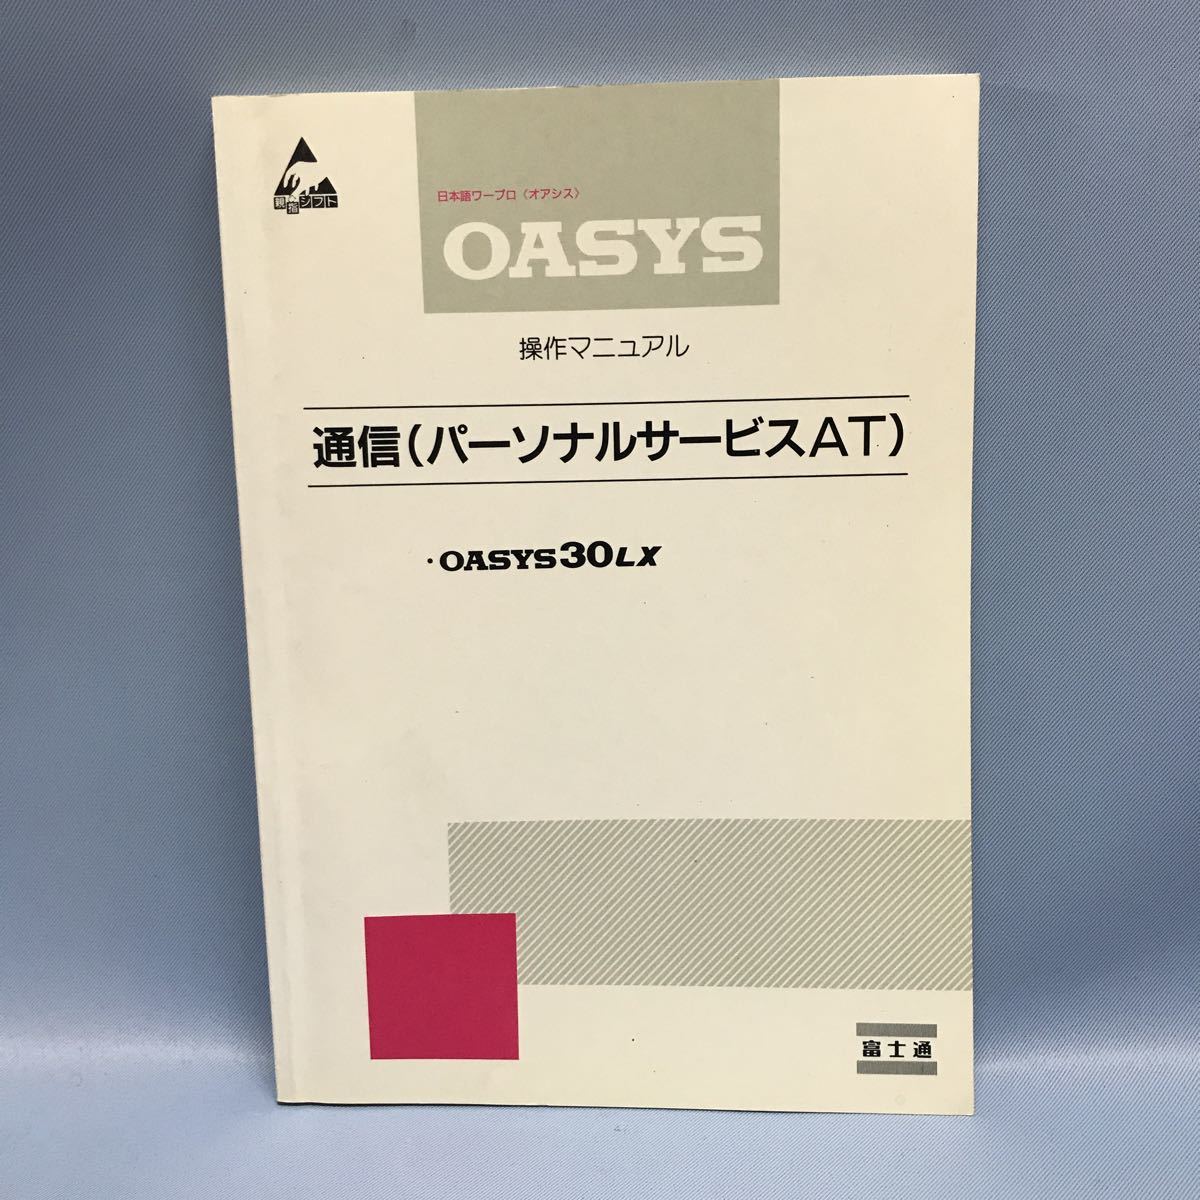 親指シフト
日本語ワープロ〈オアシス〉
OASYS
操作マニュアル
通信(パーソナルサービスAT)
・OASYS30LX
富士通